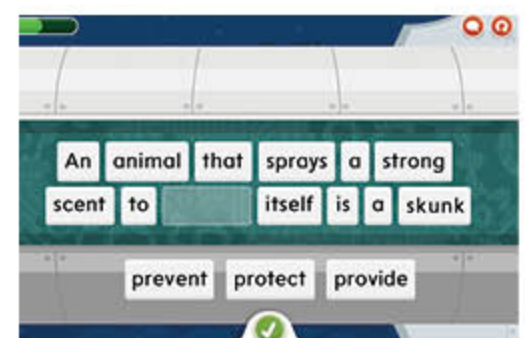 An animal that sprays a strong
scent to itself is a skunk
prevent protect provide